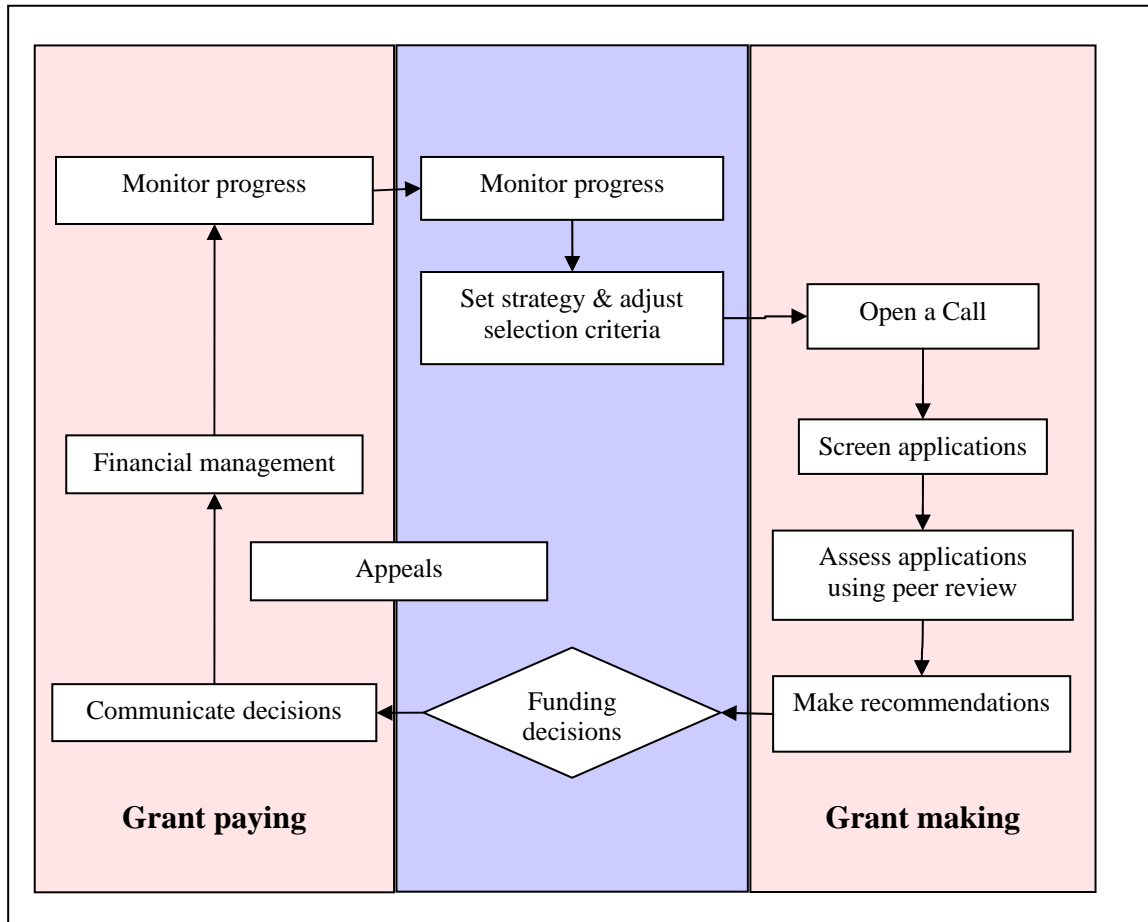 Monitor progress
Monitor progress
Set strategy & adjust
selection criteria
Open a Call
Financial management
Screen applications
Appeals
Assess applications
using peer review
Communicate decisions
Funding
decisions
Make recommendations
Grant paying
Grant making